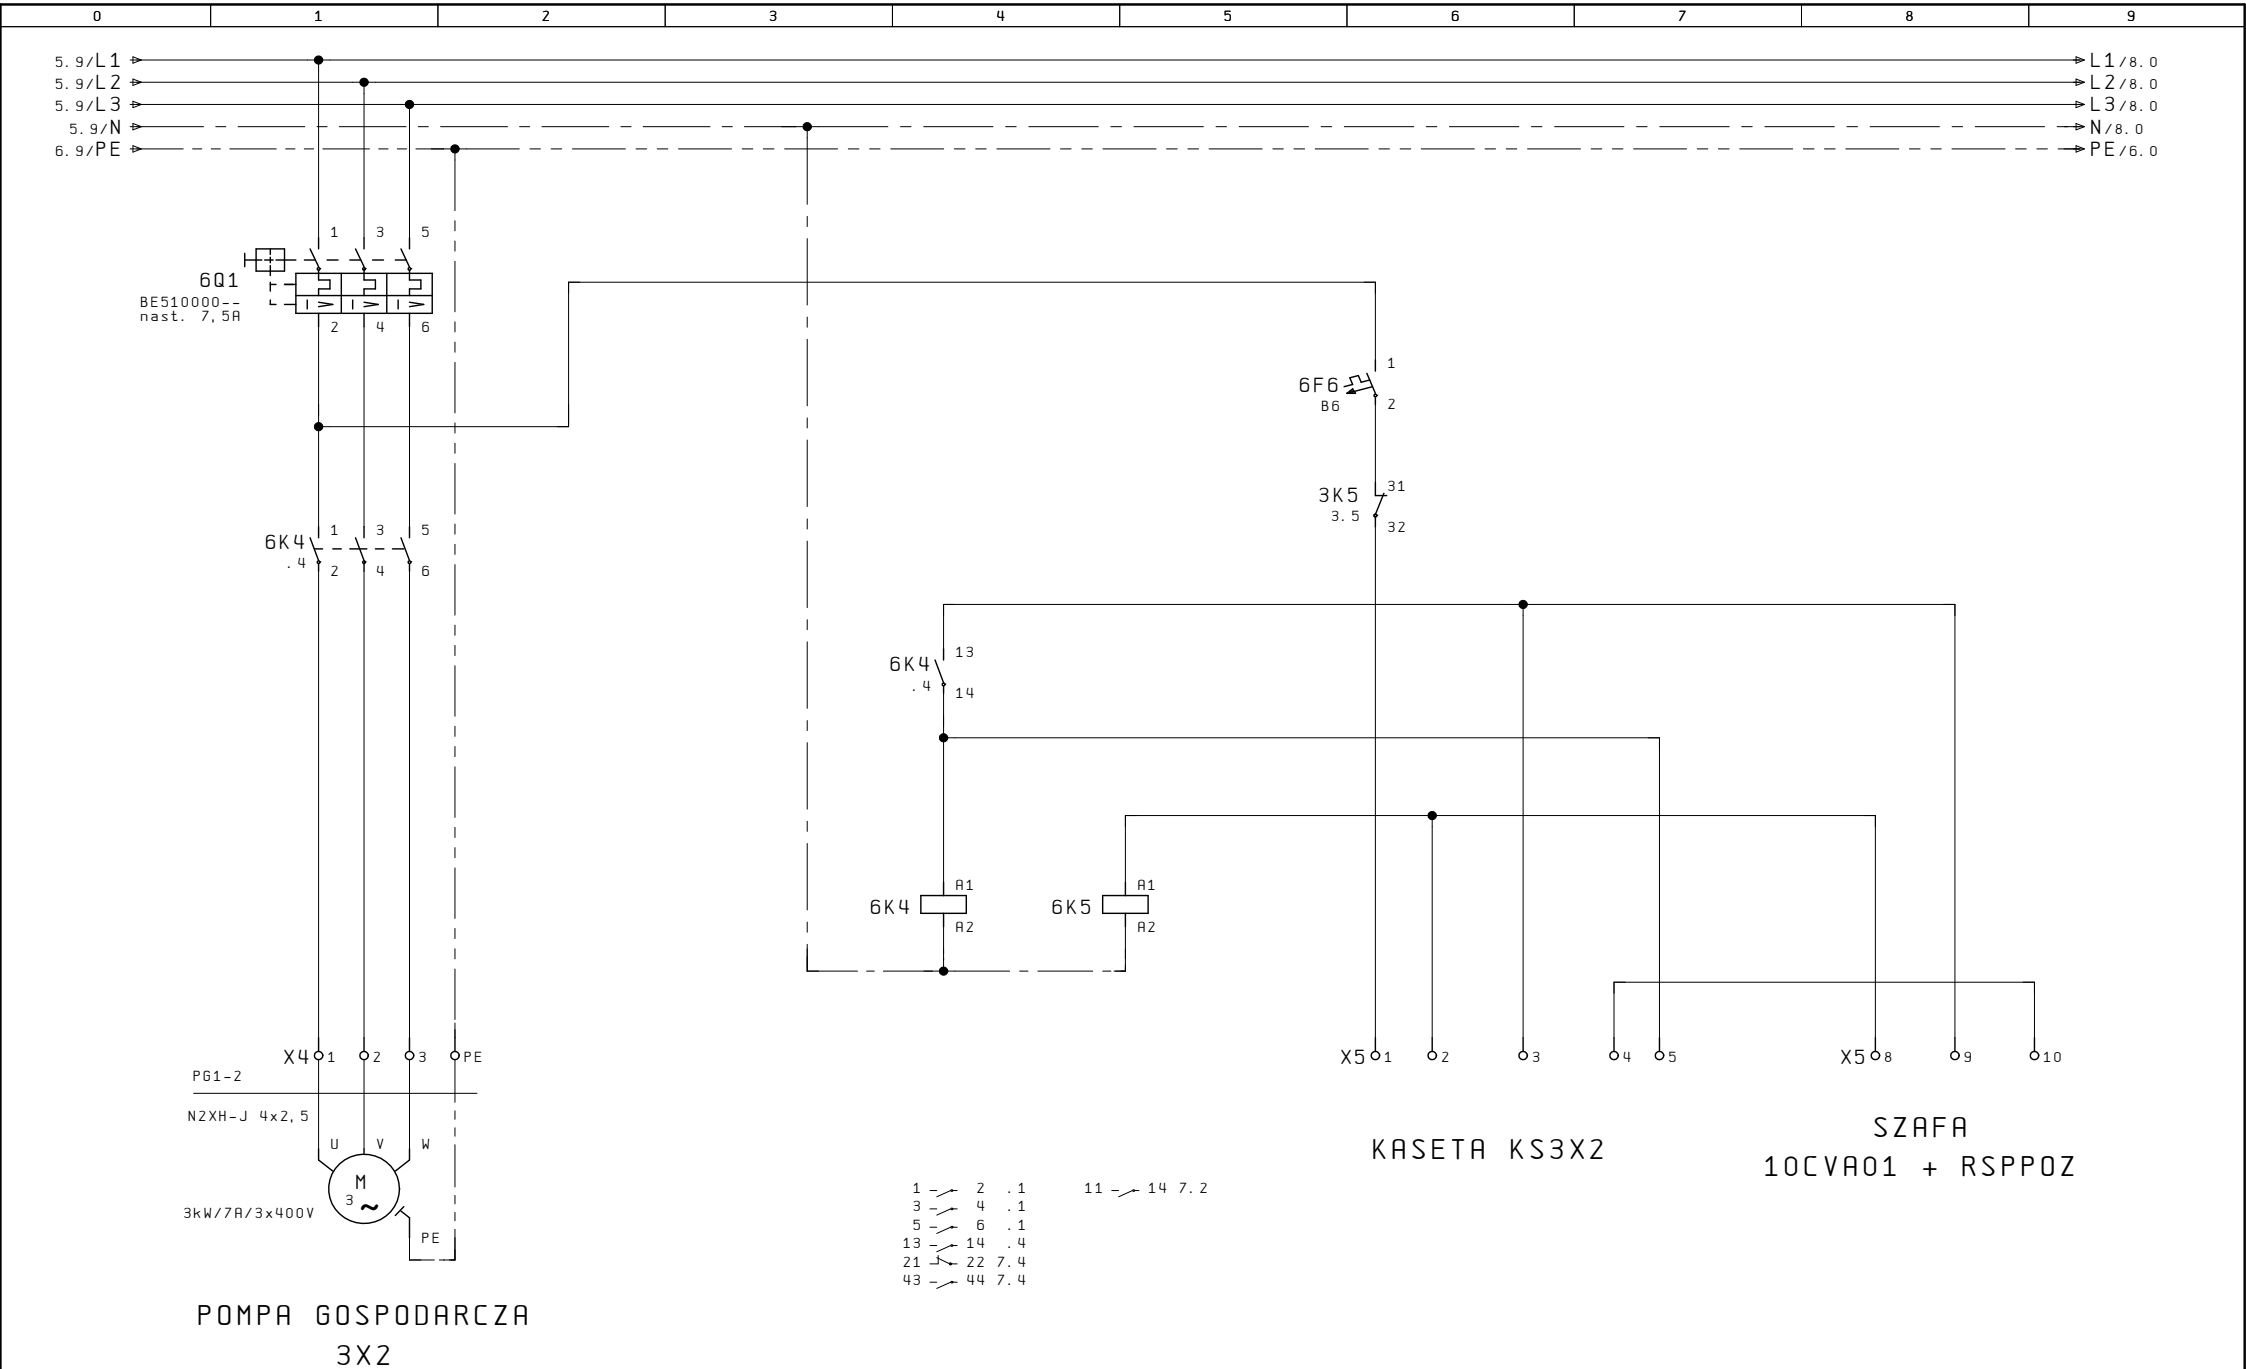 0 1 2 3 4 5 6 7 8 9
5.9/L1 L1/8.0
5.9/L2 L2/8.0
5.9/L3 L3/8.0
5.9/N N/8.0
6.9/PE PE/6.0
1 3 5
6Q1
BE510000--
nast. 7,5A
2 4 6
1
6F6
B6
2
31
3K5
3.5
32
1 3 5
6K4
.4
2 4 6
13
6K4
.4
14
A1 A1
6K4 6K5
A2 A2
X4 1 2 3 PE
X5 1 2 3 4 5 X5 8 9 10
PG1-2
N2XH-J 4x2,5
U V W
M
3 ~
3kW/7A/3x400V
PE
KASETA KS3X2
SZAFA
10CVA01 + RSPPOZ
1 2 .1 11 14 7.2
3 4 .1
5 6 .1
13 14 .4
21 22 7.4
43 44 7.4
POMPA GOSPODARCZA
3X2